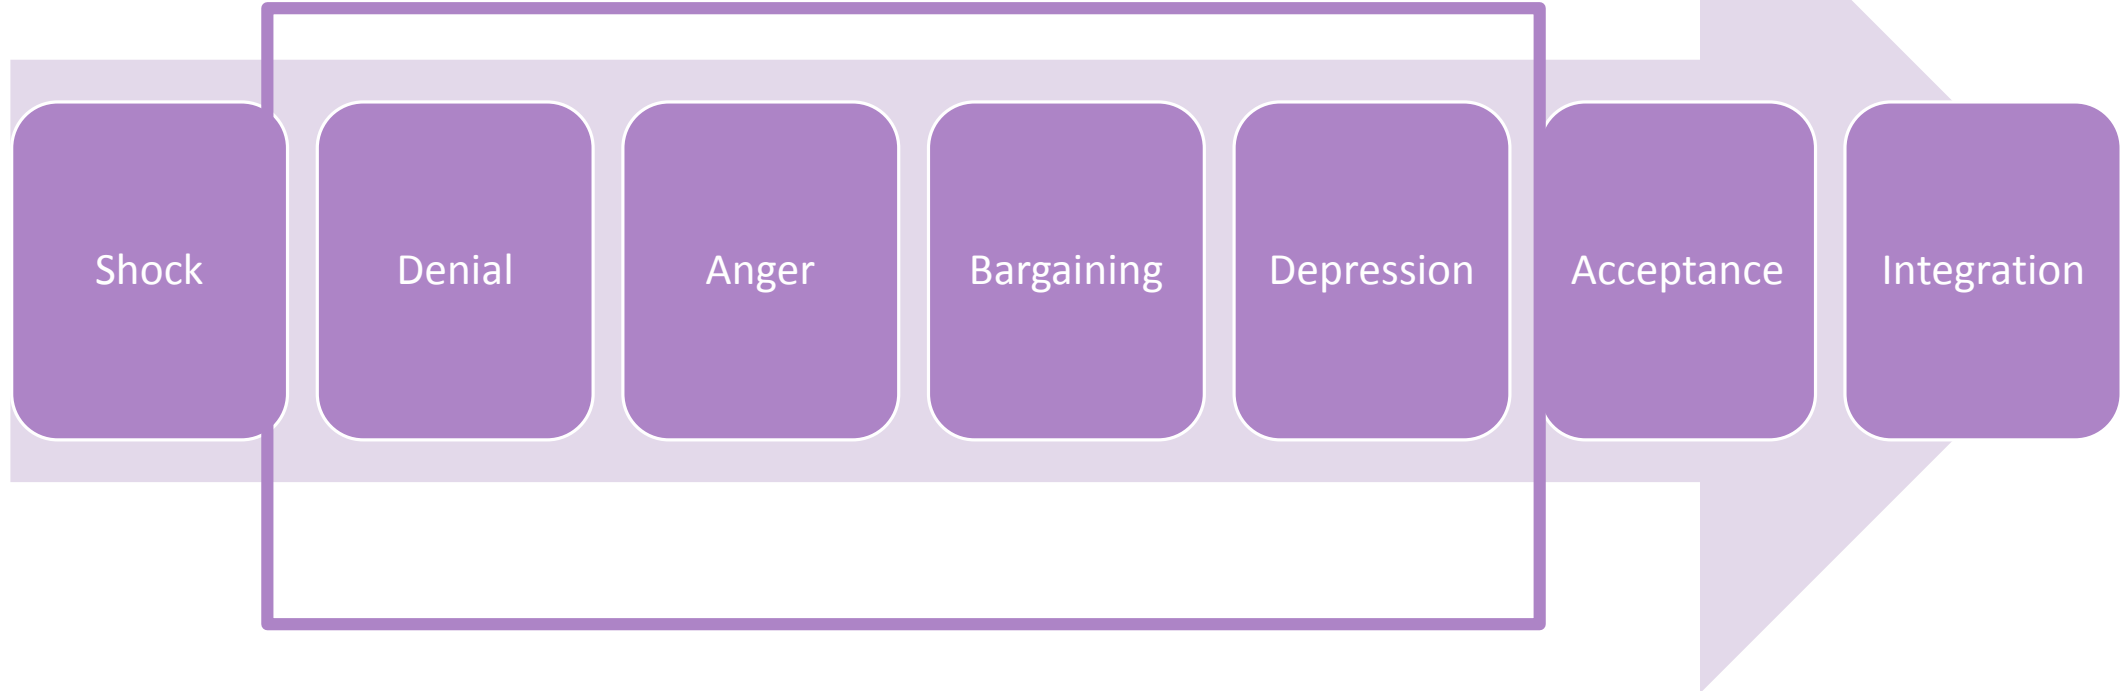 Shock
Denial
Anger
Bargaining
Depression
Acceptance
Integration